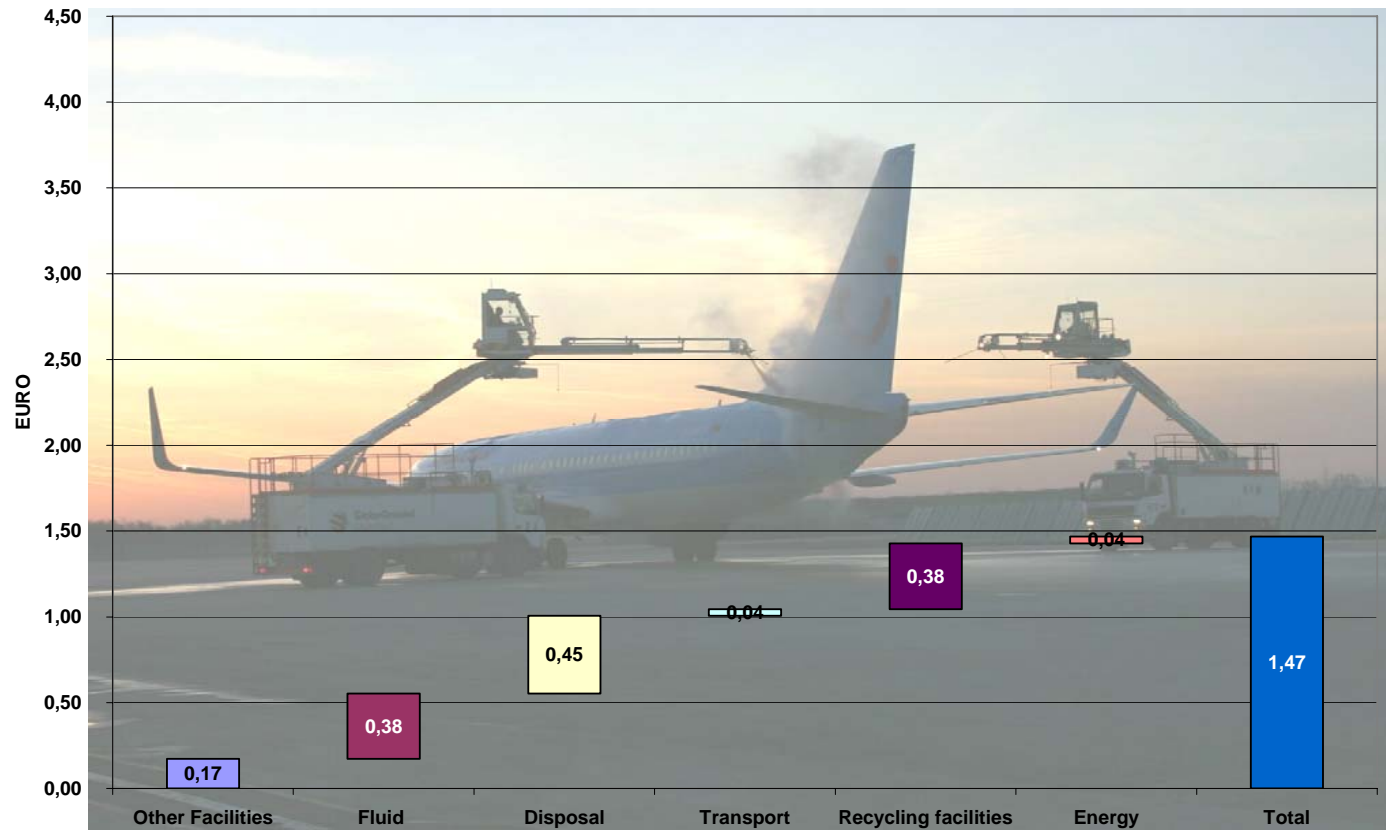 4,50
4,00
3,50
3,00
2,50
2,00
1,50
1,00
0,50
0,00
EURO
0,17
0,38
0,45
0,04
0,38
0,04
1,47
Other Facilities
Fluid
Disposal
Transport
Recycling facilities
Energy
Total